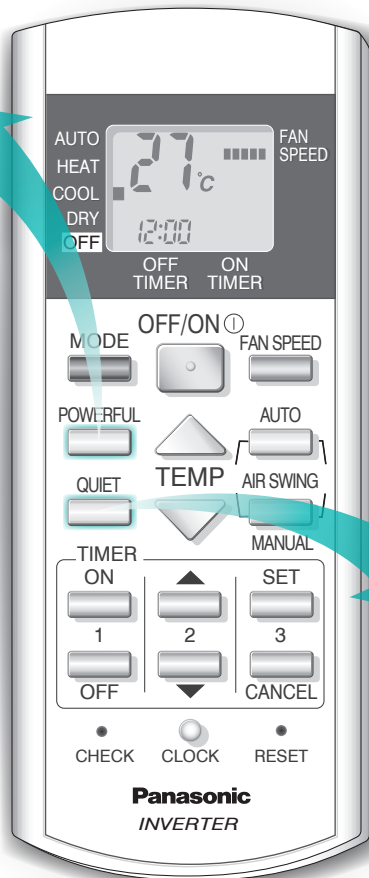 AUTO
HEAT
COOL
DRY
OFF
27°C
12:00
FAN
SPEED
OFF
TIMER
ON
TIMER
OFF/ON
MODE
FAN SPEED
POWERFUL
AUTO
TEMP
QUIET
AIR SWING
MANUAL
TIMER
ON
SET
1 2 3
OFF
CANCEL
CHECK CLOCK RESET
Panasonic
INVERTER